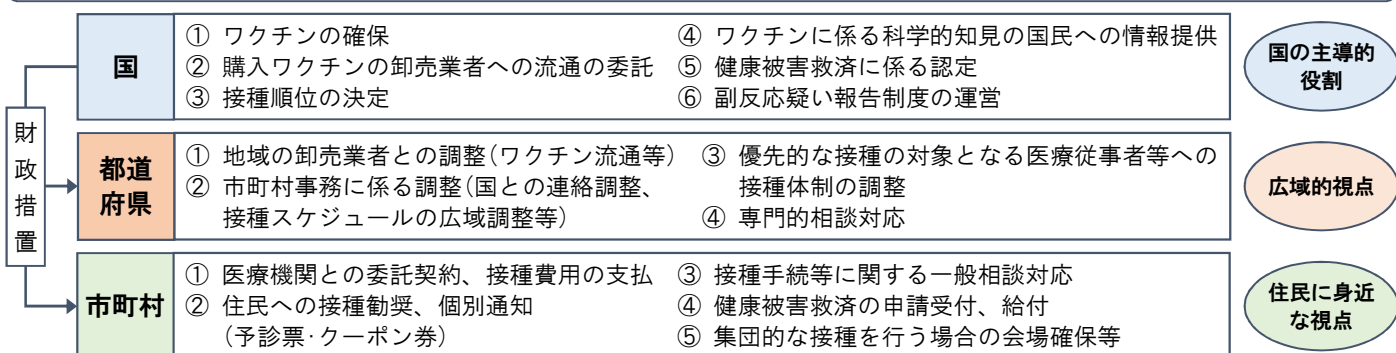 財政措置
国
① ワクチンの確保
② 購入ワクチンの卸売業者への流通の委託
③ 接種順位の決定
④ ワクチンに係る科学的知見の国民への情報提供
⑤ 健康被害救済に係る認定
⑥ 副反応疑い報告制度の運営
国の主導的
役割
都道
府県
① 地域の卸売業者との調整(ワクチン流通等)
② 市町村事務に係る調整(国との連絡調整、
接種スケジュールの広域調整等)
③ 優先的な接種の対象となる医療従事者等への
接種体制の調整
④ 専門的相談対応
広域的視点
市町村
① 医療機関との委託契約、接種費用の支払
② 住民への接種勧奨、個別通知
(予診票・クーポン券)
③ 接種手続等に関する一般相談対応
④ 健康被害救済の申請受付、給付
⑤ 集団的な接種を行う場合の会場確保等
住民に身近
な視点